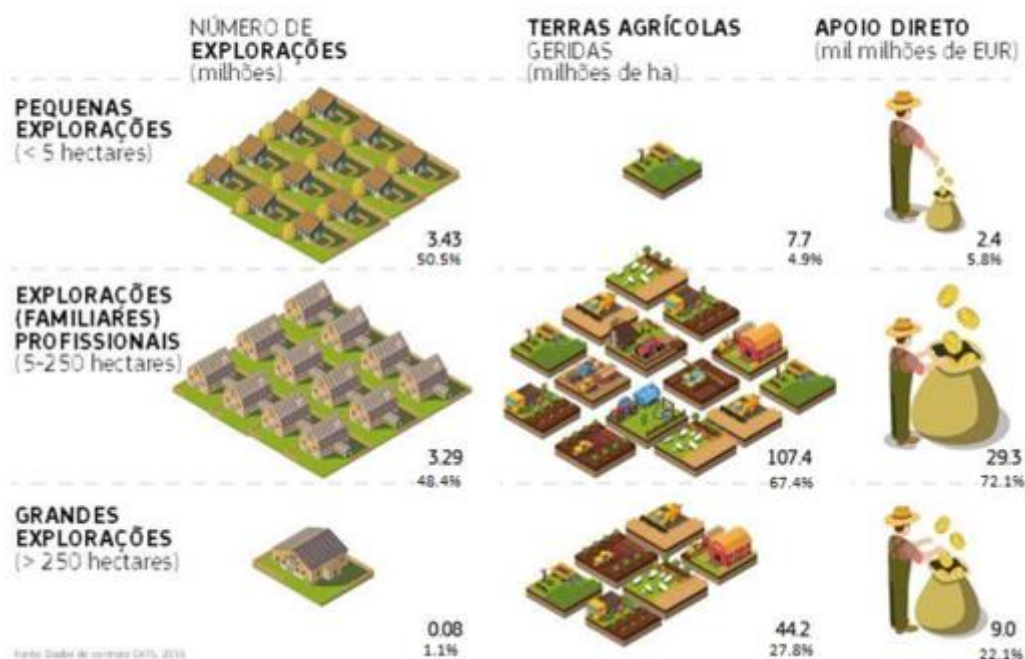 NÚMERO DE
EXPLORAÇÕES
(milhões)
TERRAS AGRÍCOLAS
GERIDAS
(milhões de ha)
APOIO DIRETO
(mil milhões de EUR)
PEQUENAS
EXPLORAÇÕES
(< 5 hectares)
3.43
50.5%
7.7
4.9%
2.4
5.8%
EXPLORAÇÕES
(FAMILIARES)
PROFISSIONAIS
(5-250 hectares)
3.29
48.4%
107.4
67.4%
29.3
72.1%
GRANDES
EXPLORAÇÕES
(> 250 hectares)
0.08
1.1%
44.2
27.8%
9.0
22.1%
Fonte: de CATS,